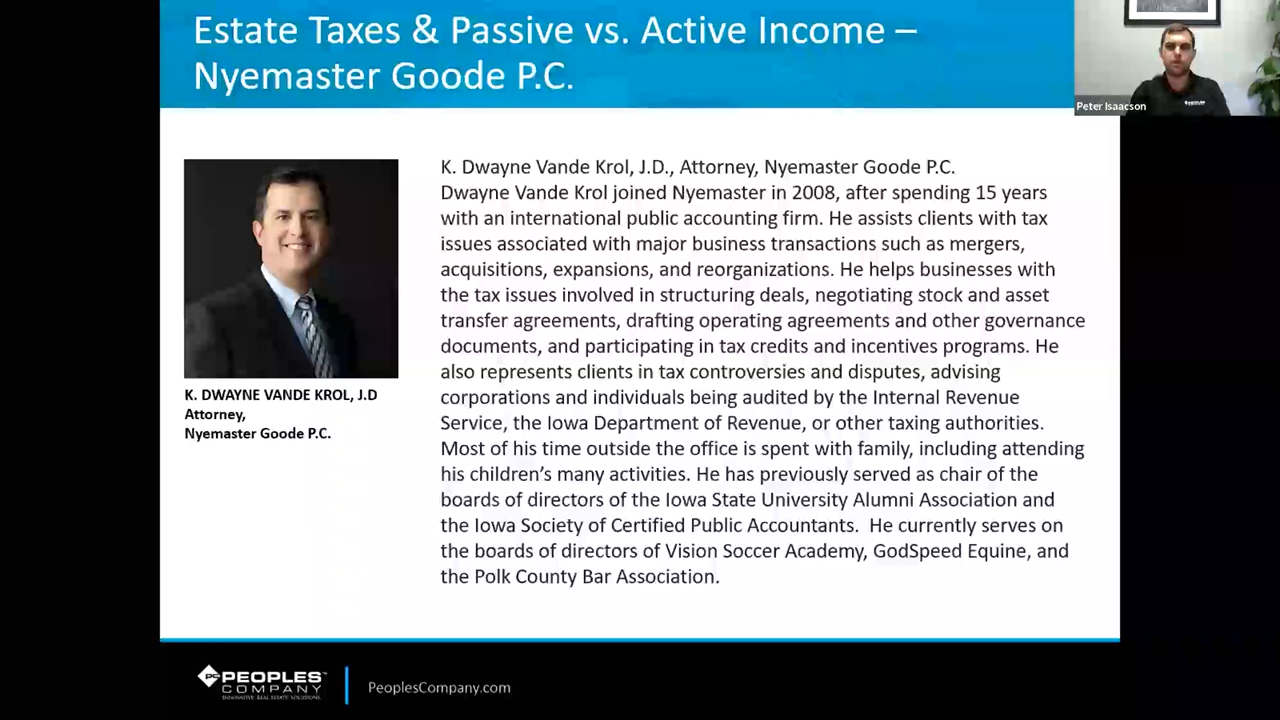 Estate Taxes & Passive vs. Active Income –
Nyemaster Goode P.C.
Peter Isaacson
K. Dwayne Vande Krol, J.D., Attorney, Nyemaster Goode P.C.
Dwayne Vande Krol joined Nyemaster in 2008, after spending 15 years
with an international public accounting firm. He assists clients with tax
issues associated with major business transactions such as mergers,
acquisitions, expansions, and reorganizations. He helps businesses with
the tax issues involved in structuring deals, negotiating stock and asset
transfer agreements, drafting operating agreements and other governance
documents, and participating in tax credits and incentives programs. He
also represents clients in tax controversies and disputes, advising
corporations and individuals being audited by the Internal Revenue
Service, the Iowa Department of Revenue, or other taxing authorities.
Most of his time outside the office is spent with family, including attending
his children’s many activities. He has previously served as chair of the
boards of directors of the Iowa State University Alumni Association and
the Iowa Society of Certified Public Accountants.  He currently serves on
the boards of directors of Vision Soccer Academy, GodSpeed Equine, and
the Polk County Bar Association.
K. DWAYNE VANDE KROL, J.D
Attorney,
Nyemaster Goode P.C.
PC PEOPLES
COMPANY
INNOVATIVE REAL ESTATE SOLUTIONS
PeoplesCompany.com